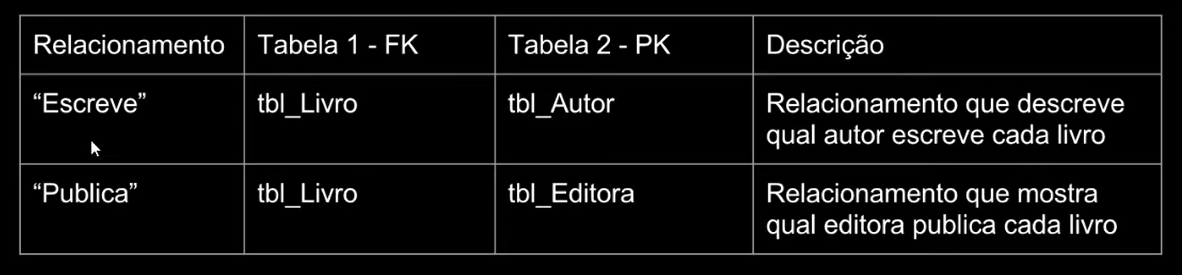 Relacionamento Tabela 1 - FK Tabela 2 - PK Descrição
“Escreve” tbl_Livro tbl_Autor Relacionamento que descreve
qual autor escreve cada livro
“Publica” tbl_Livro tbl_Editora Relacionamento que mostra
qual editora publica cada livro